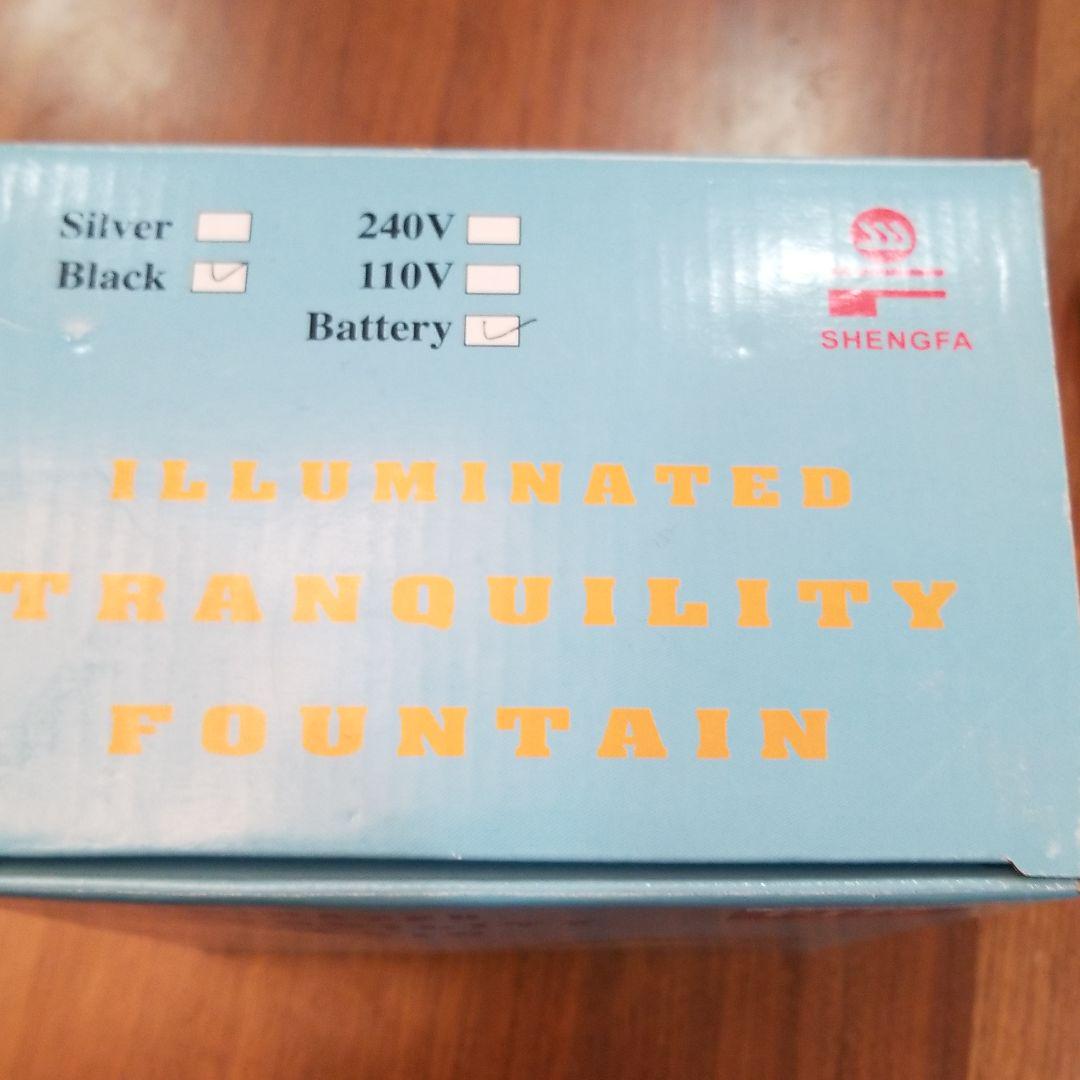 Silver 240V
Black 110V
Battery
SHENGFA
ILLUMINATED
TRANQUILITY
FOUNTAIN